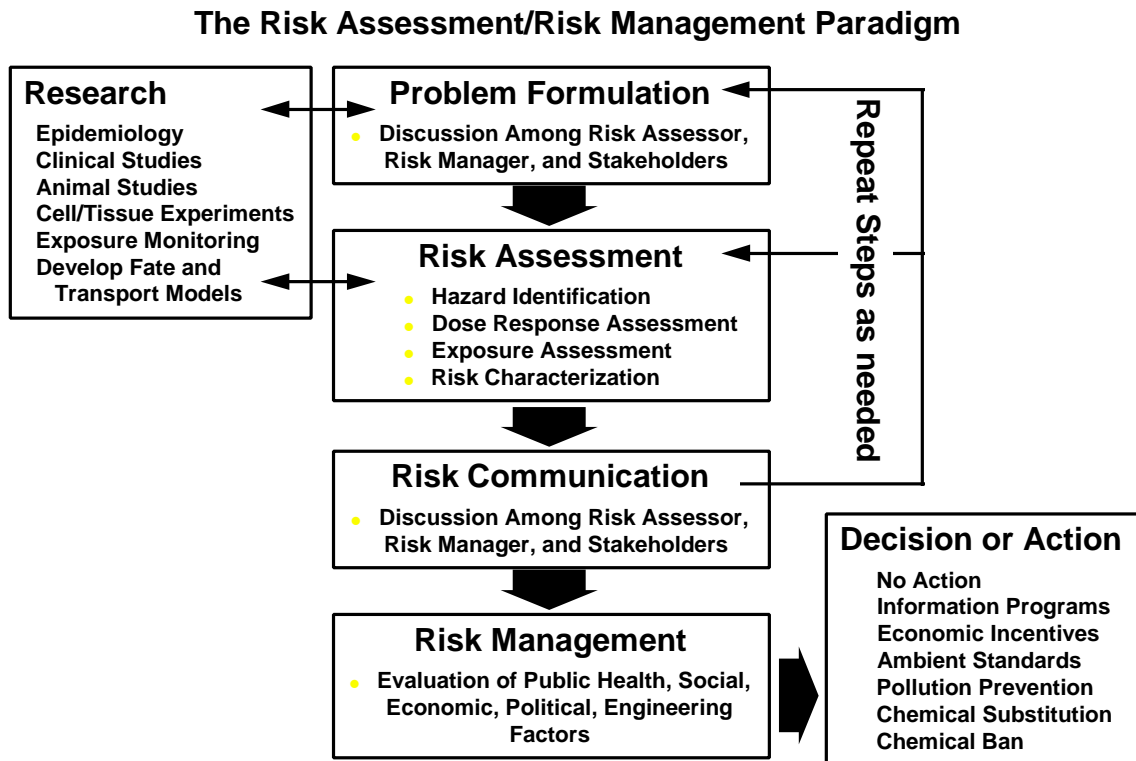 The Risk Assessment/Risk Management Paradigm
Research
Epidemiology
Clinical Studies
Animal Studies
Cell/Tissue Experiments
Exposure Monitoring
Develop Fate and
Transport Models
Problem Formulation
• Discussion Among Risk Assessor,
Risk Manager, and Stakeholders
Risk Assessment
• Hazard Identification
• Dose Response Assessment
• Exposure Assessment
• Risk Characterization
Repeat Steps as needed
Risk Communication
• Discussion Among Risk Assessor,
Risk Manager, and Stakeholders
Risk Management
• Evaluation of Public Health, Social,
Economic, Political, Engineering
Factors
Decision or Action
No Action
Information Programs
Economic Incentives
Ambient Standards
Pollution Prevention
Chemical Substitution
Chemical Ban